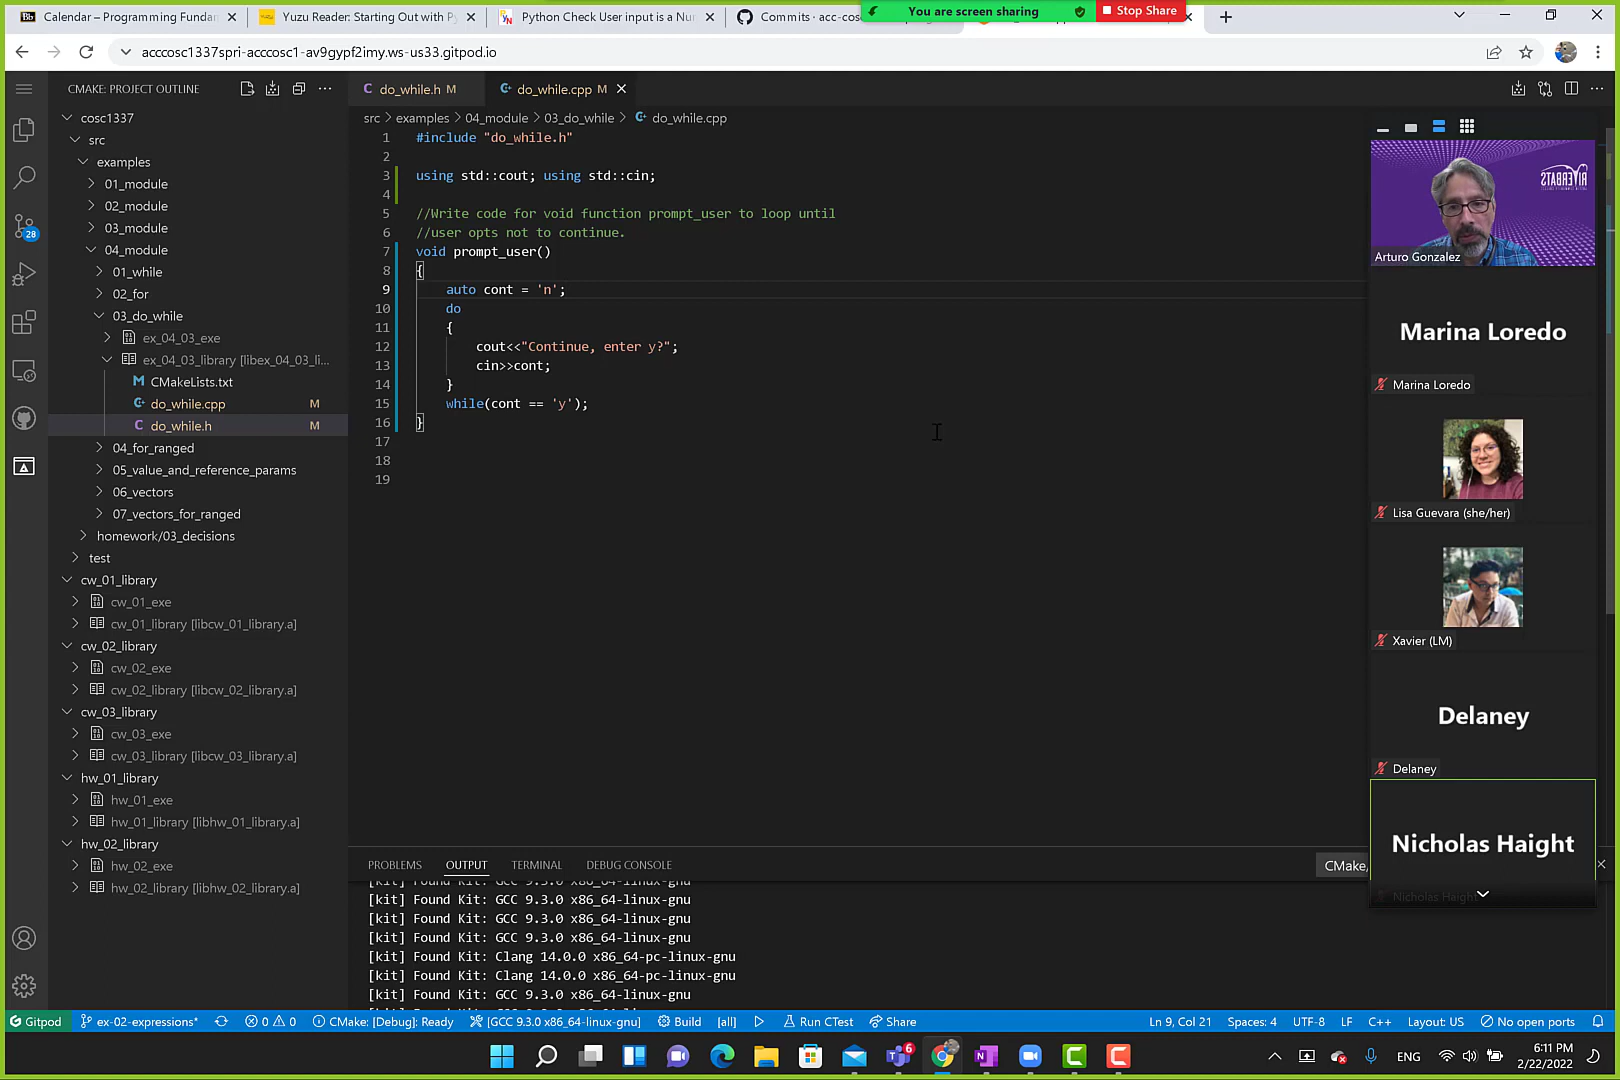 Calendar – Programming Fundar
Yuzu Reader: Starting Out with Py
Python Check User input is a Nu
Commits · acc-cosc
You are screen sharing
Stop Share
acccosc1337spri-acccosc1-av9gypf2imy.ws-us33.gitpod.io
CMAKE: PROJECT OUTLINE
do_while.h M
do_while.cpp M
src > examples > 04_module > 03_do_while > do_while.cpp
cosc1337
src
examples
01_module
02_module
03_module
04_module
01_while
02_for
03_do_while
ex_04_03_exe
ex_04_03_library [libex_04_03_li...
CMakeLists.txt
do_while.cpp M
do_while.h M
04_for_ranged
05_value_and_reference_params
06_vectors
07_vectors_for_ranged
homework/03_decisions
test
cw_01_library
cw_01_exe
cw_01_library [libcw_01_library.a]
cw_02_library
cw_02_exe
cw_02_library [libcw_02_library.a]
cw_03_library
cw_03_exe
cw_03_library [libcw_03_library.a]
hw_01_library
hw_01_exe
hw_01_library [libhw_01_library.a]
hw_02_library
hw_02_exe
hw_02_library [libhw_02_library.a]
28
1 #include "do_while.h"
2
3 using std::cout; using std::cin;
4
5 //Write code for void function prompt_user to loop until
6 //user opts not to continue.
7 void prompt_user()
8 {
9 auto cont = 'n';
10 do
11 {
12 cout<<"Continue, enter y?";
13 cin>>cont;
14 }
15 while(cont == 'y');
16 }
17
18
19
RIVERBATS
Arturo Gonzalez
Marina Loredo
Marina Loredo
Lisa Guevara (she/her)
Xavier (LM)
Delaney
Delaney
Nicholas Haight
Nicholas Haight
PROBLEMS OUTPUT TERMINAL DEBUG CONSOLE
CMake,
[kit] Found Kit: GCC 9.3.0 x86_64-linux-gnu
[kit] Found Kit: GCC 9.3.0 x86_64-linux-gnu
[kit] Found Kit: GCC 9.3.0 x86_64-linux-gnu
[kit] Found Kit: GCC 9.3.0 x86_64-linux-gnu
[kit] Found Kit: Clang 14.0.0 x86_64-pc-linux-gnu
[kit] Found Kit: Clang 14.0.0 x86_64-pc-linux-gnu
[kit] Found Kit: GCC 9.3.0 x86_64-linux-gnu
Gitpod ex-02-expressions* 0 0 CMake: [Debug]: Ready [GCC 9.3.0 x86_64-linux-gnu] Build [all] Run CTest Share Ln 9, Col 21 Spaces: 4 UTF-8 LF C++ Layout: US No open ports
6
ENG
6:11 PM
2/22/2022